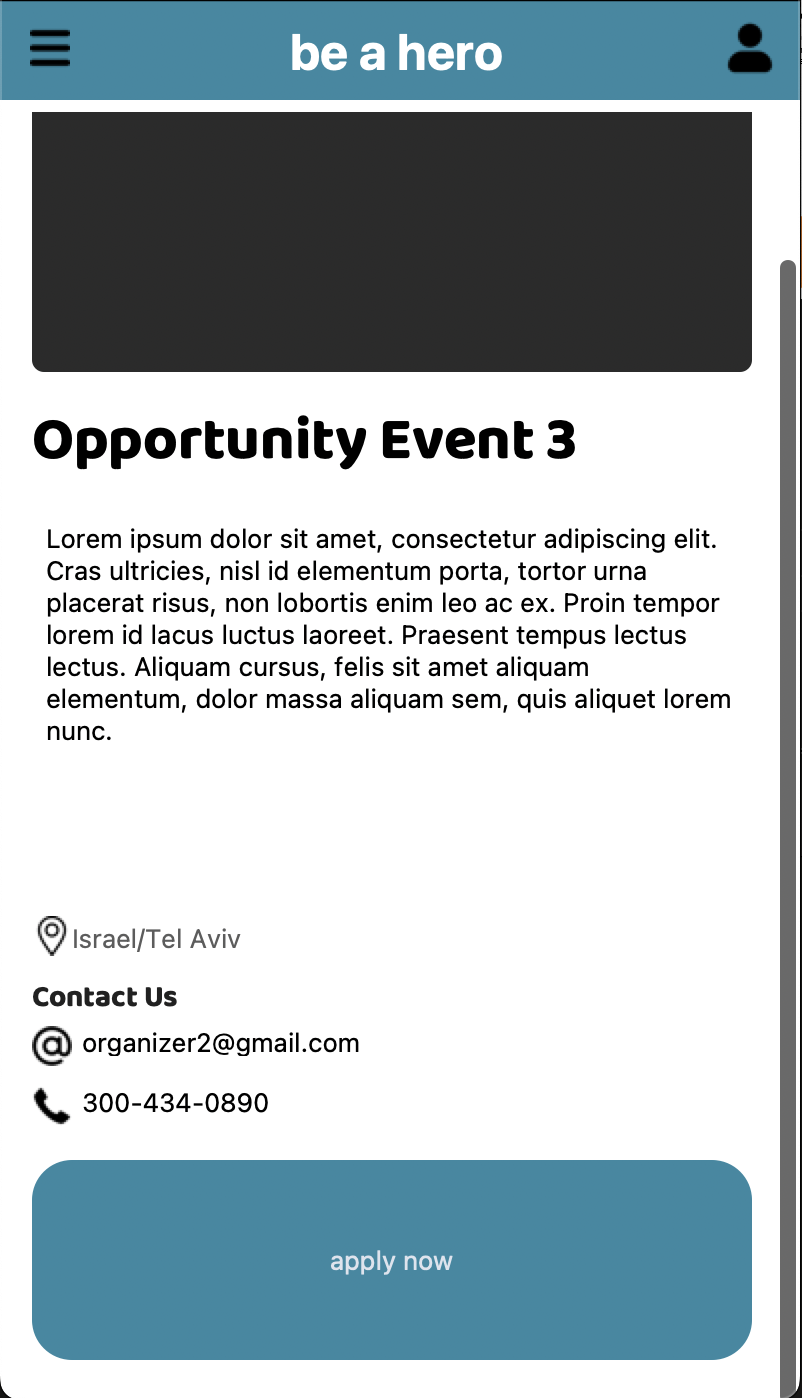 be a hero
Opportunity Event 3
Lorem ipsum dolor sit amet, consectetur adipiscing elit.
Cras ultricies, nisl id elementum porta, tortor urna
placerat risus, non lobortis enim leo ac ex. Proin tempor
lorem id lacus luctus laoreet. Praesent tempus lectus
lectus. Aliquam cursus, felis sit amet aliquam
elementum, dolor massa aliquam sem, quis aliquet lorem
nunc.
Israel/Tel Aviv
Contact Us
organizer2@gmail.com
300-434-0890
apply now